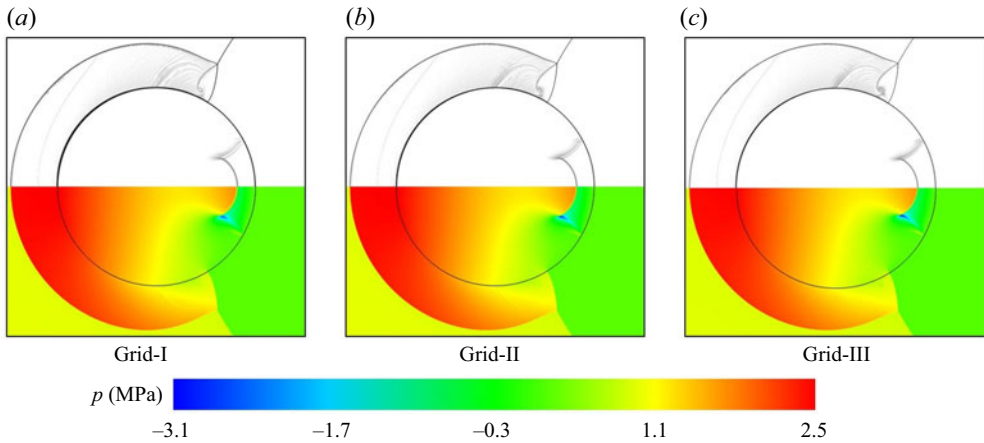 (a) (b) (c)
Grid-I Grid-II Grid-III
p (MPa)
–3.1 –1.7 –0.3 1.1 2.5